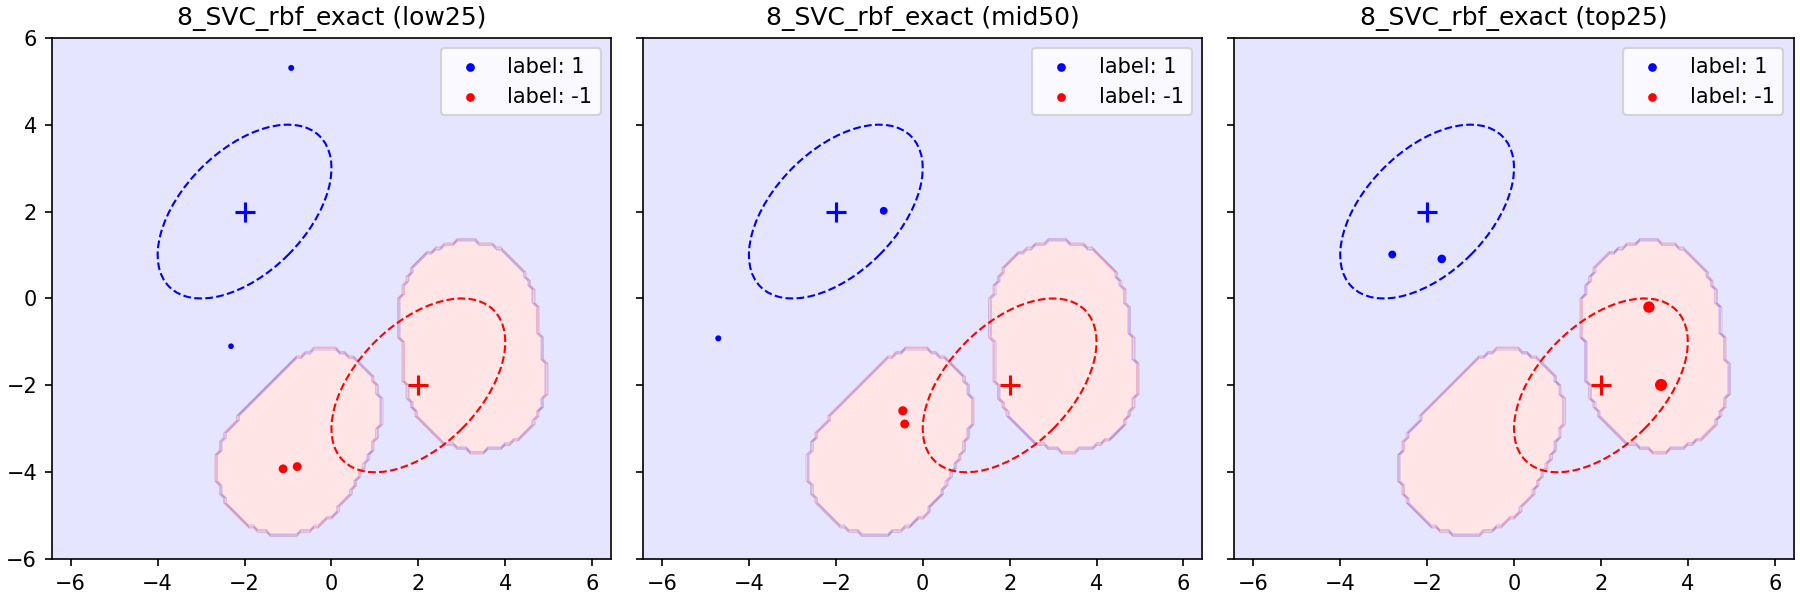 8_SVC_rbf_exact (low25)
8_SVC_rbf_exact (mid50)
8_SVC_rbf_exact (top25)
label: 1
label: -1
label: 1
label: -1
label: 1
label: -1
6
4
2
0
−2
−4
−6
−6 −4 −2 0 2 4 6
−6 −4 −2 0 2 4 6
−6 −4 −2 0 2 4 6